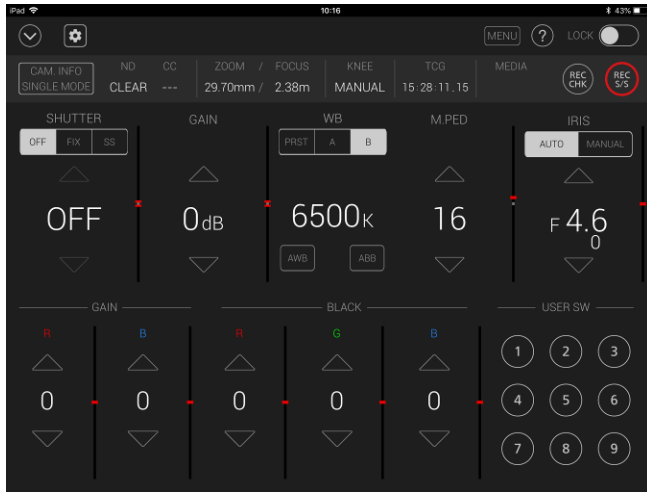 iPad 10:16 43%
MENU ? LOCK
CAM. INFO SINGLE MODE
ND CC ZOOM / FOCUS KNEE TCG MEDIA
CLEAR --- 29.70mm / 2.38m MANUAL 15:28:11.15
REC CHK
REC S/S
SHUTTER GAIN WB M.PED IRIS
OFF FIX SS PRST A B AUTO MANUAL
OFF 0dB 6500K 16 F 4.6
0
AWB ABB
GAIN BLACK USER SW
R B R G B
1 2 3
0 0 0 0 0
4 5 6
7 8 9